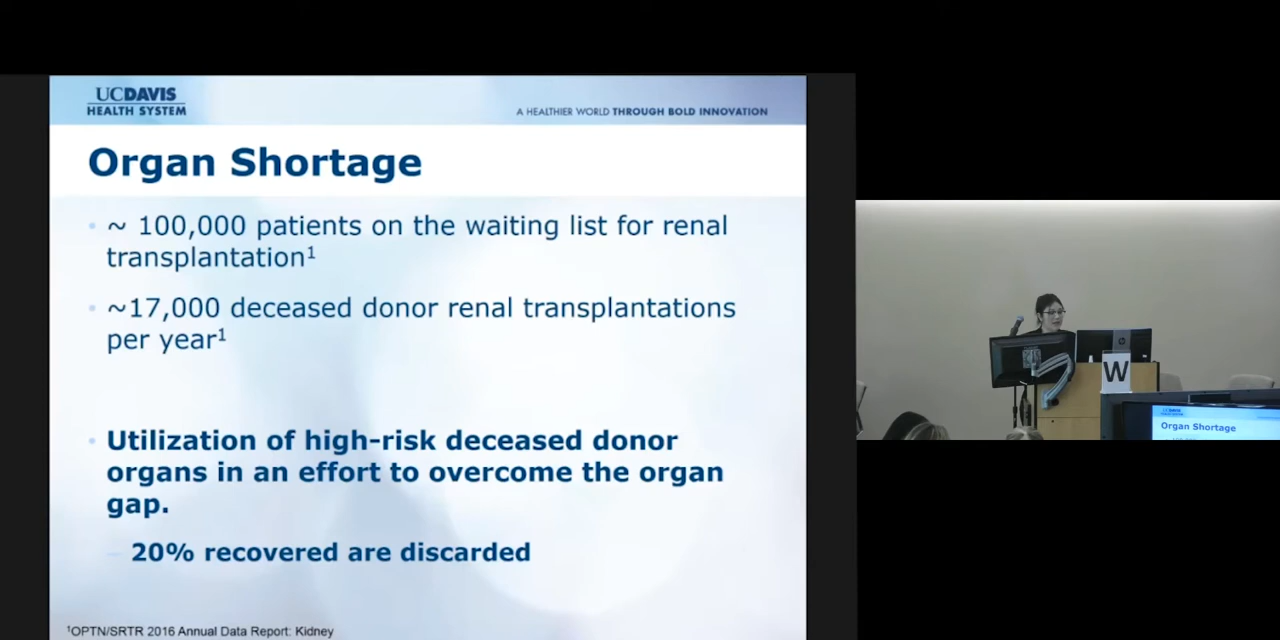 UCDAVIS
HEALTH SYSTEM
A HEALTHIER WORLD THROUGH BOLD INNOVATION
Organ Shortage
• ~ 100,000 patients on the waiting list for renal
transplantation¹
• ~17,000 deceased donor renal transplantations
per year¹
• Utilization of high-risk deceased donor
organs in an effort to overcome the organ
gap.
– 20% recovered are discarded
¹OPTN/SRTR 2016 Annual Data Report: Kidney
W
Organ Shortage